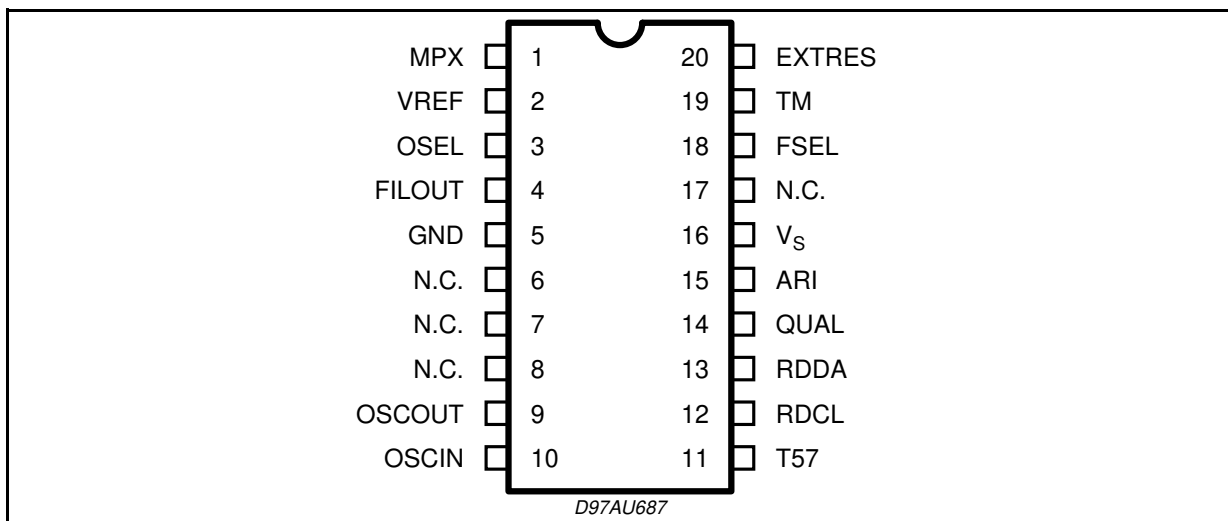 MPX 1 20 EXTRES
VREF 2 19 TM
OSEL 3 18 FSEL
FILOUT 4 17 N.C.
GND 5 16 VS
N.C. 6 15 ARI
N.C. 7 14 QUAL
N.C. 8 13 RDDA
OSCOUT 9 12 RDCL
OSCIN 10 11 T57
D97AU687